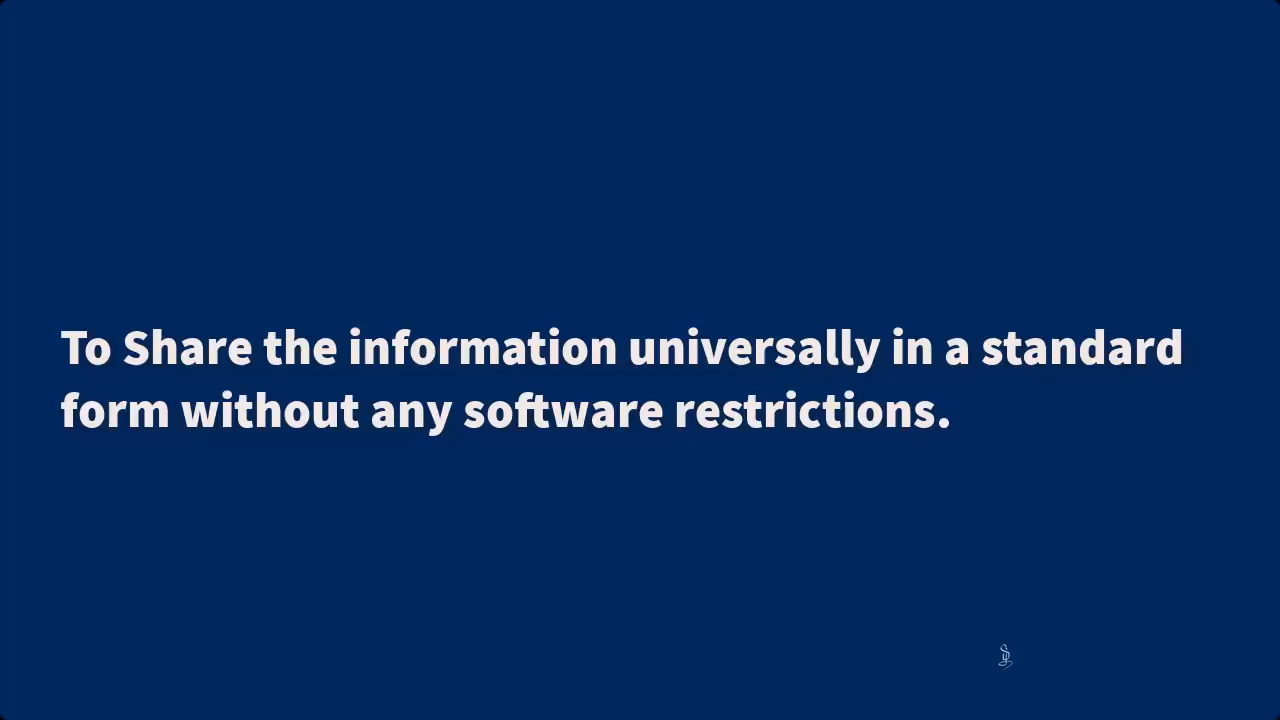 To Share the information universally in a standard
form without any software restrictions.